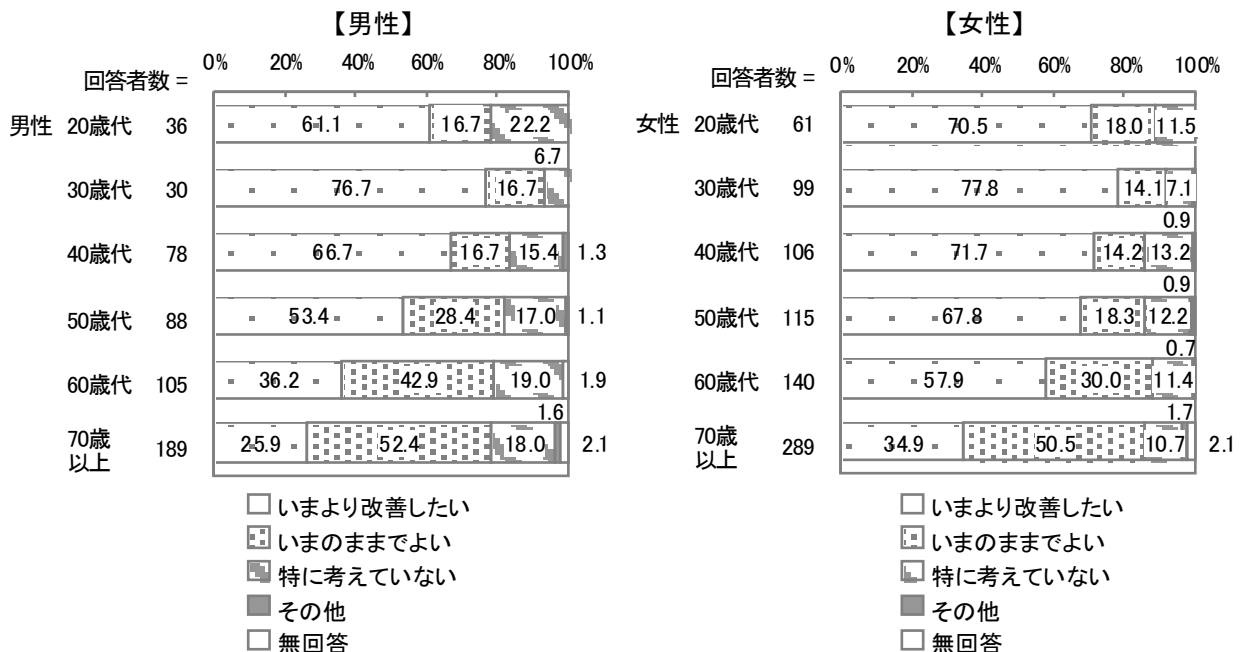 【男性】
回答者数 =
0% 20% 40% 60% 80% 100%
男性 20歳代 36 61.1 16.7 22.2
6.7
30歳代 30 76.7 16.7
40歳代 78 66.7 16.7 15.4 1.3
50歳代 88 53.4 28.4 17.0 1.1
60歳代 105 36.2 42.9 19.0 1.9
1.6
70歳
以上 189 25.9 52.4 18.0 2.1
いまより改善したい
いまのままでよい
特に考えていない
その他
無回答
【女性】
回答者数 =
0% 20% 40% 60% 80% 100%
女性 20歳代 61 70.5 18.0 11.5
30歳代 99 77.8 14.1 7.1
0.9
40歳代 106 71.7 14.2 13.2
0.9
50歳代 115 67.8 18.3 12.2
0.7
60歳代 140 57.9 30.0 11.4
1.7
70歳
以上 289 34.9 50.5 10.7 2.1
いまより改善したい
いまのままでよい
特に考えていない
その他
無回答